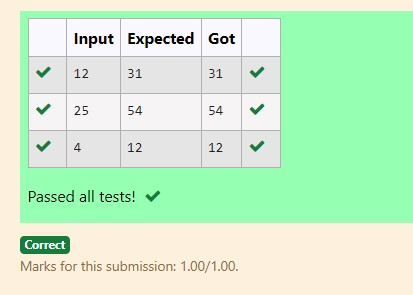 Input Expected Got
12 31 31
25 54 54
4 12 12
Passed all tests!
Correct
Marks for this submission: 1.00/1.00.